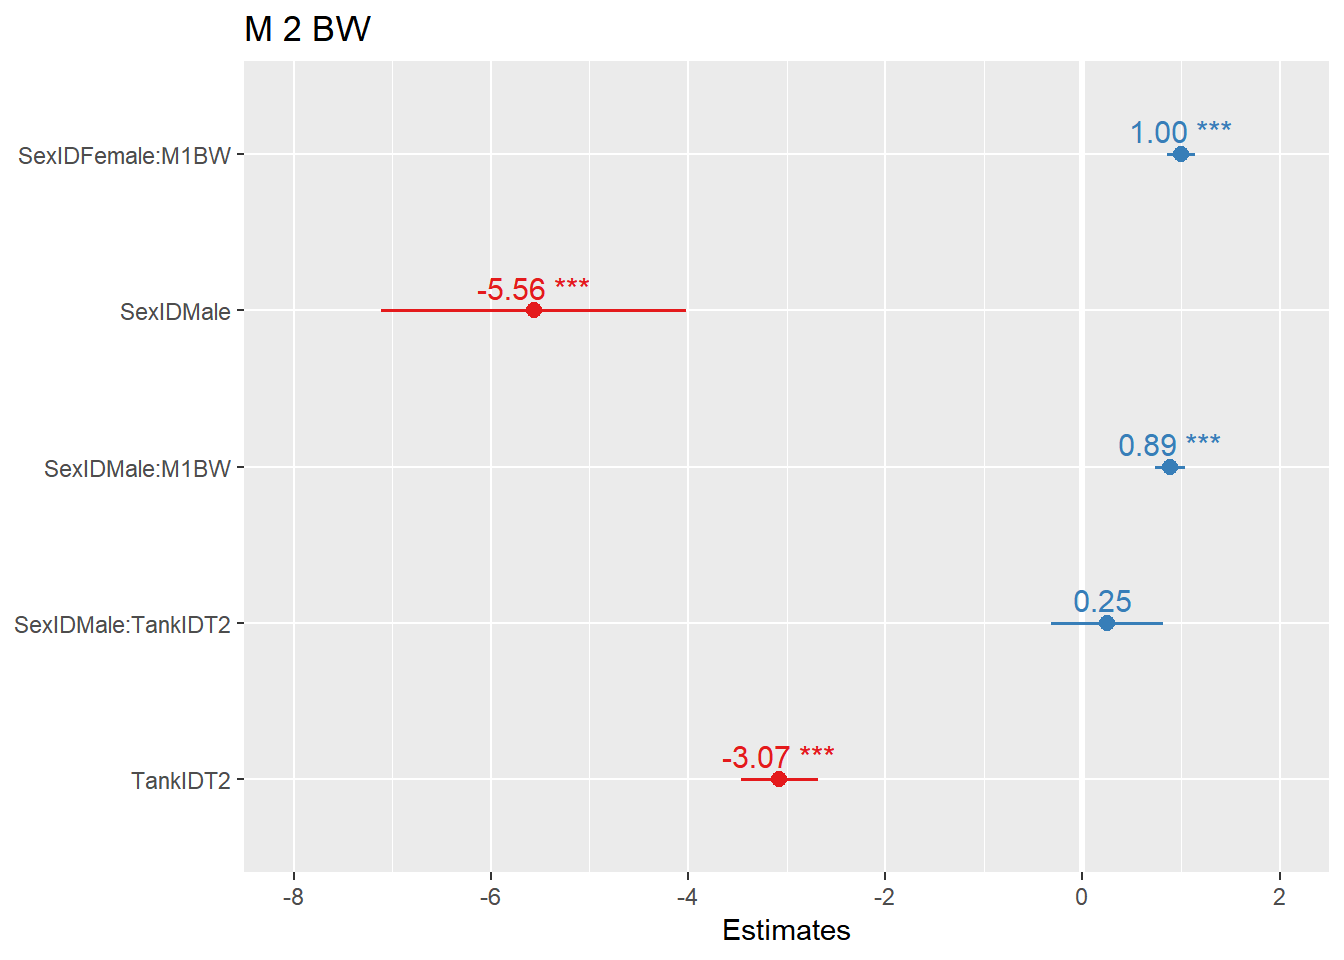 M 2 BW
SexIDFemale:M1BW
1.00 ***
SexIDMale
-5.56 ***
SexIDMale:M1BW
0.89 ***
SexIDMale:TankIDT2
0.25
TankIDT2
-3.07 ***
-8 -6 -4 -2 0 2
Estimates